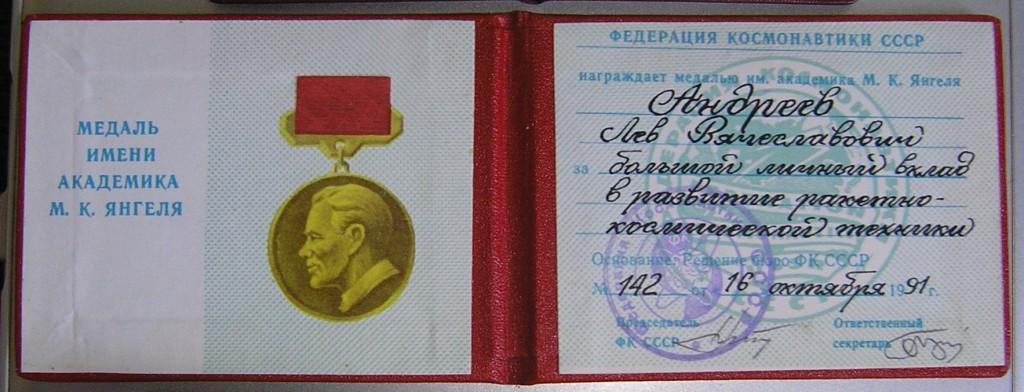 МЕДАЛЬ
ИМЕНИ
АКАДЕМИКА
М. К. ЯНГЕЛЯ
ФЕДЕРАЦИЯ КОСМОНАВТИКИ СССР
награждает медалью им. академика М. К. Янгеля
Андреев
Лев Вячеславович
за большой личный вклад
в развитие ракетно-
космической техники
Основание: Решение бюро ФК СССР
№ 142 от 16 октября 1991 г.
Председатель
ФК СССР
Ответственный
секретарь